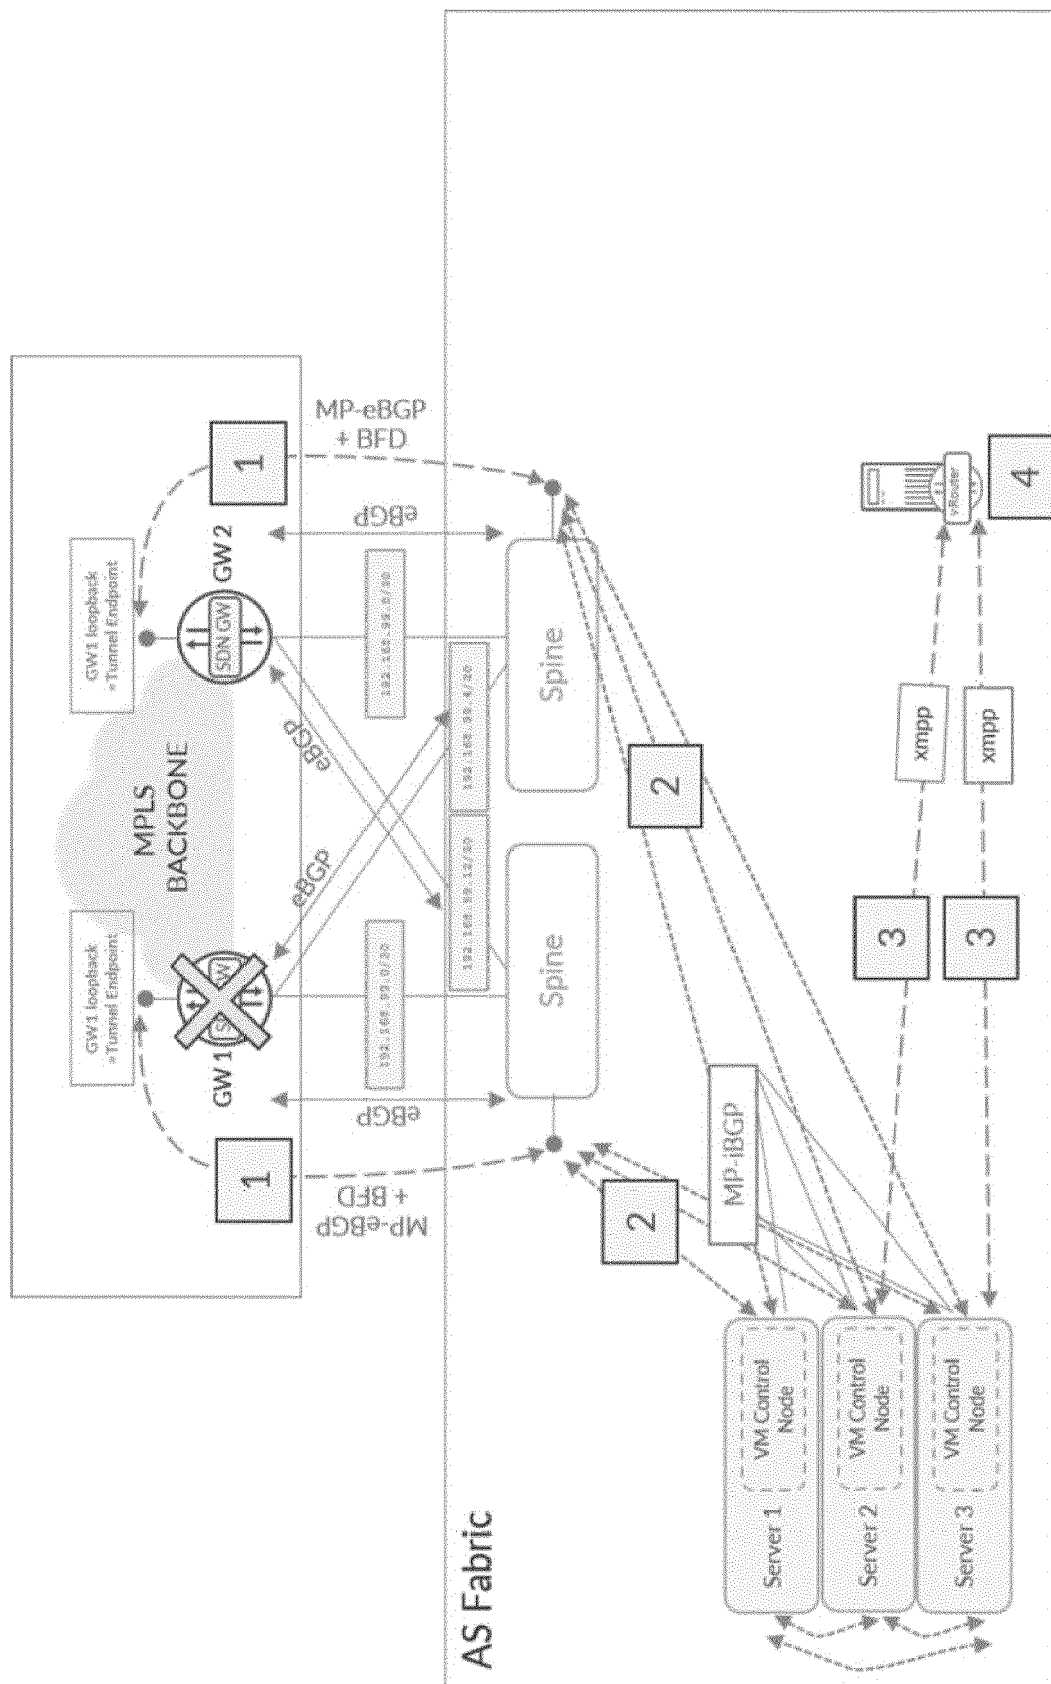 GW1 loopback
=Tunnel Endpoint
GW1 loopback
=Tunnel Endpoint
MPLS
BACKBONE
GW 1
SDN GW
GW 2
1
MP-eBGP
+ BFD
1
MP-eBGP
+ BFD
eBGP
eBGP
eBGP
eBGP
Spine
Spine
AS Fabric
2
2
MP-iBGP
Server 1
VM Control
Node
Server 2
VM Control
Node
Server 3
VM Control
Node
3
3
xmpp
xmpp
vRouter
4